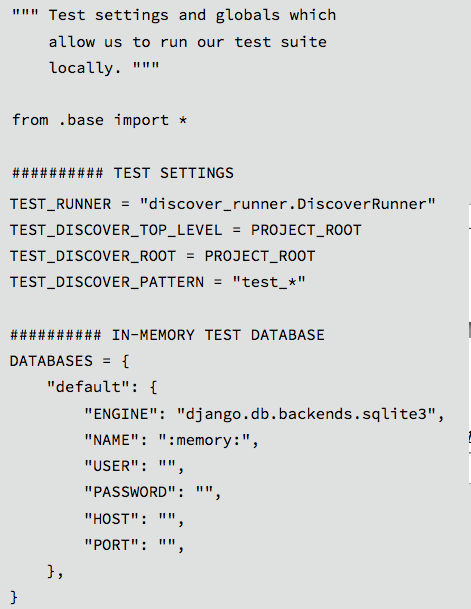 """ Test settings and globals which
allow us to run our test suite
locally. """
from .base import *
########## TEST SETTINGS
TEST_RUNNER = "discover_runner.DiscoverRunner"
TEST_DISCOVER_TOP_LEVEL = PROJECT_ROOT
TEST_DISCOVER_ROOT = PROJECT_ROOT
TEST_DISCOVER_PATTERN = "test_*"
########## IN-MEMORY TEST DATABASE
DATABASES = {
"default": {
"ENGINE": "django.db.backends.sqlite3",
"NAME": ":memory:",
"USER": "",
"PASSWORD": "",
"HOST": "",
"PORT": "",
},
}